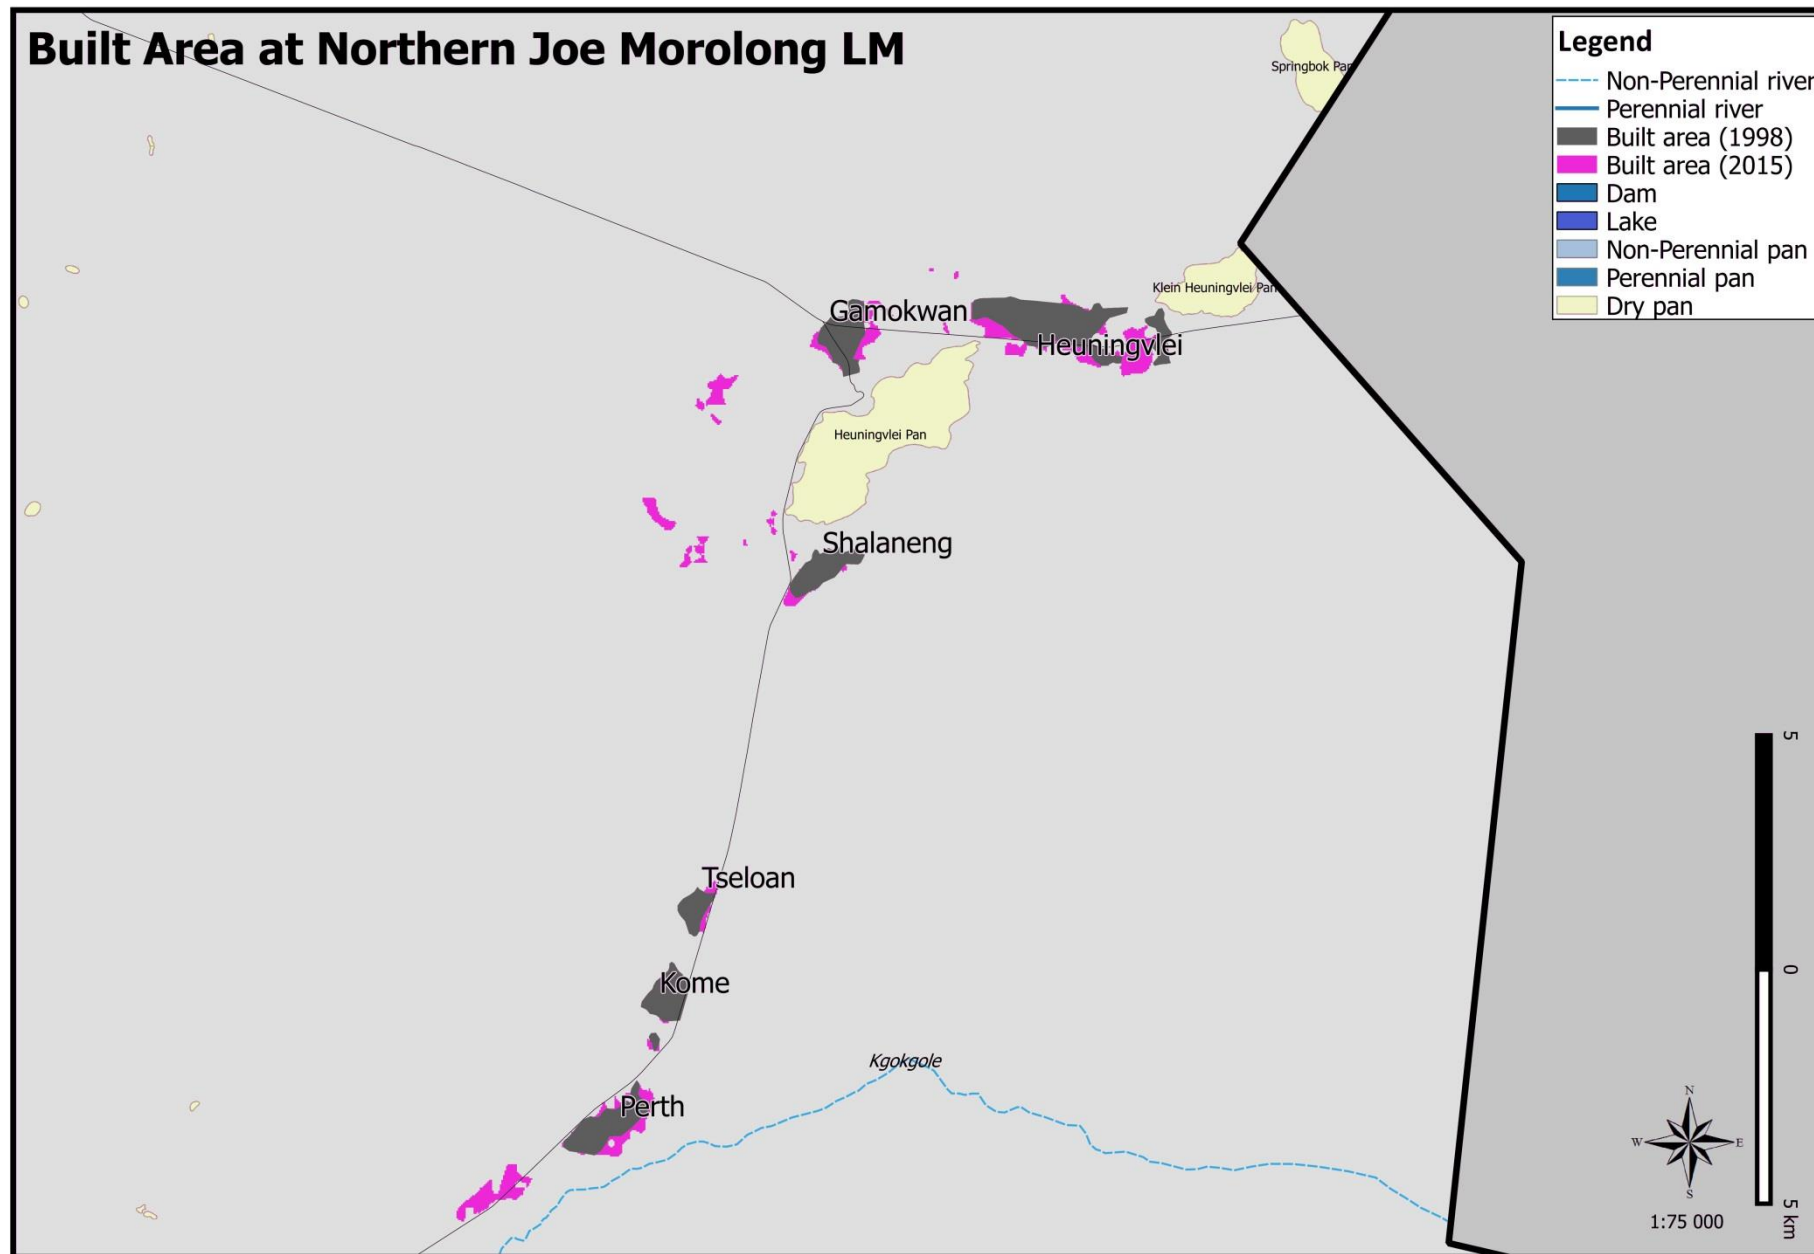 Built Area at Northern Joe Morolong LM
Legend
Non-Perennial river
Perennial river
Built area (1998)
Built area (2015)
Dam
Lake
Non-Perennial pan
Perennial pan
Dry pan
Springbok Pan
Klein Heuningvlei Pan
Gamokwan
Heuningvlei
Heuningvlei Pan
Shalaneng
Tseloan
Kome
Kgokgole
Perth
5
0
5 km
N
W E
S
1:75 000